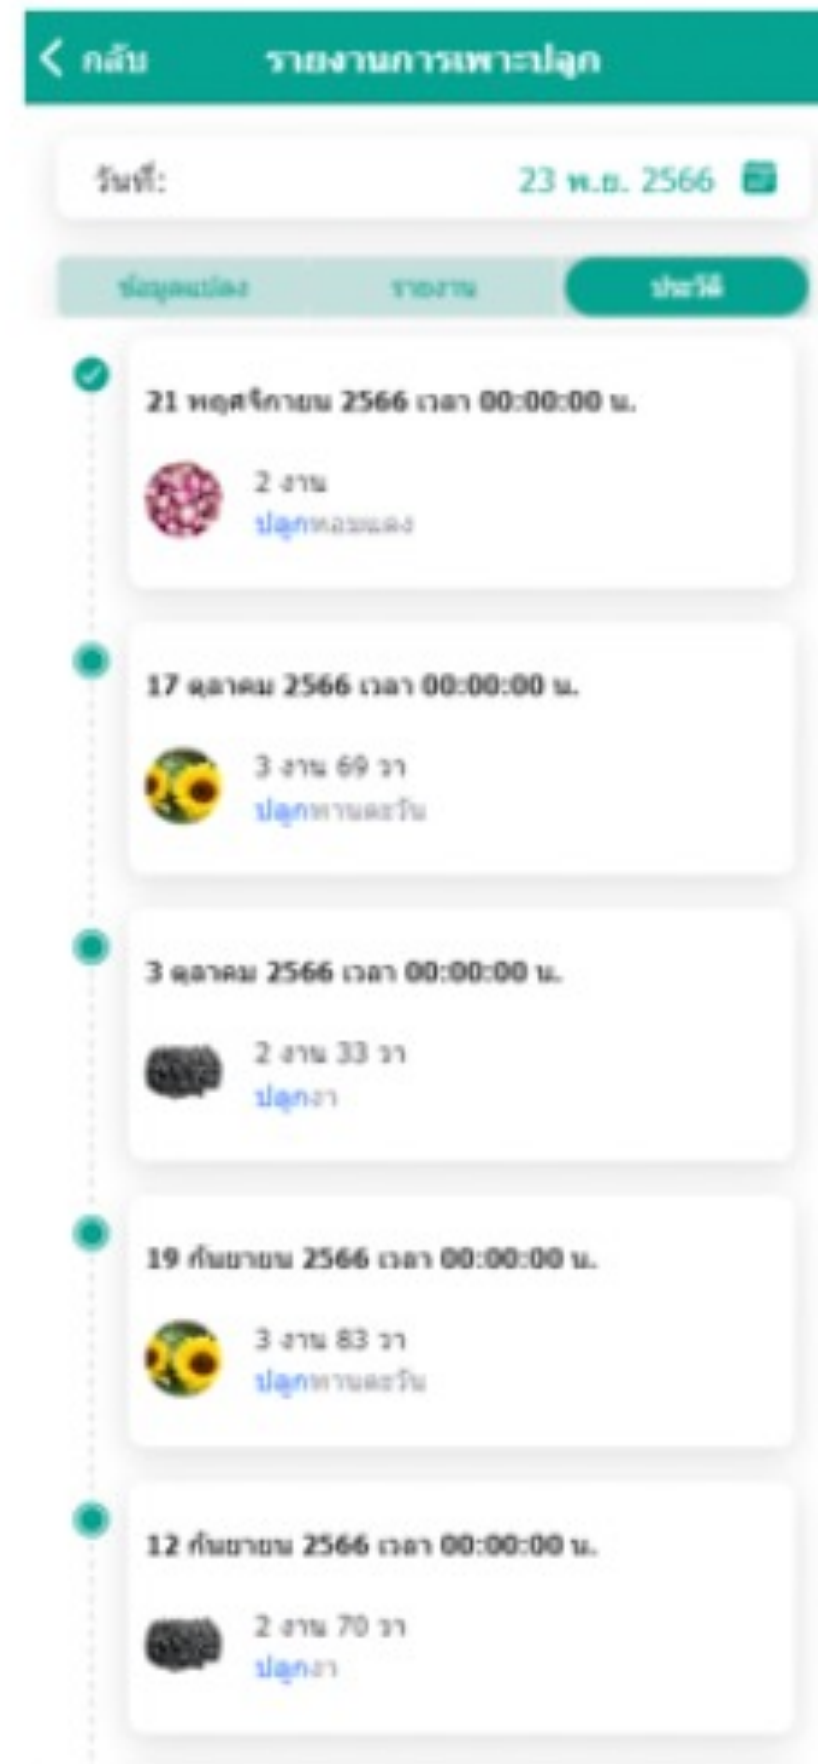 กลับ
รายงานการเพาะปลูก
วันที่:
23 พ.ย. 2566
ข้อมูลแปลง
รายงาน
ประวัติ
21 พฤศจิกายน 2566 เวลา 00:00:00 น.
2 งาน
ปลูกหอมแดง
17 ตุลาคม 2566 เวลา 00:00:00 น.
3 งาน 69 วา
ปลูกทานตะวัน
3 ตุลาคม 2566 เวลา 00:00:00 น.
2 งาน 33 วา
ปลูกงา
19 กันยายน 2566 เวลา 00:00:00 น.
3 งาน 83 วา
ปลูกทานตะวัน
12 กันยายน 2566 เวลา 00:00:00 น.
2 งาน 70 วา
ปลูกงา